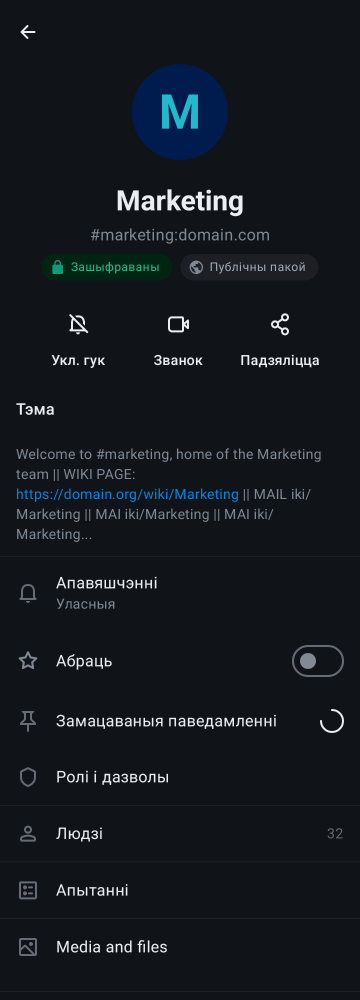 M
Marketing
#marketing:domain.com
Зашыфраваны
Публічны пакой
Укл. гук
Званок
Падзяліцца
Тэма
Welcome to #marketing, home of the Marketing
team || WIKI PAGE:
https://domain.org/wiki/Marketing || MAIL iki/
Marketing || MAI iki/Marketing || MAI iki/
Marketing...
Апавяшчэнні
Уласныя
Абраць
Замацаваныя паведамленні
Ролі і дазволы
Людзі 32
Апытанні
Media and files